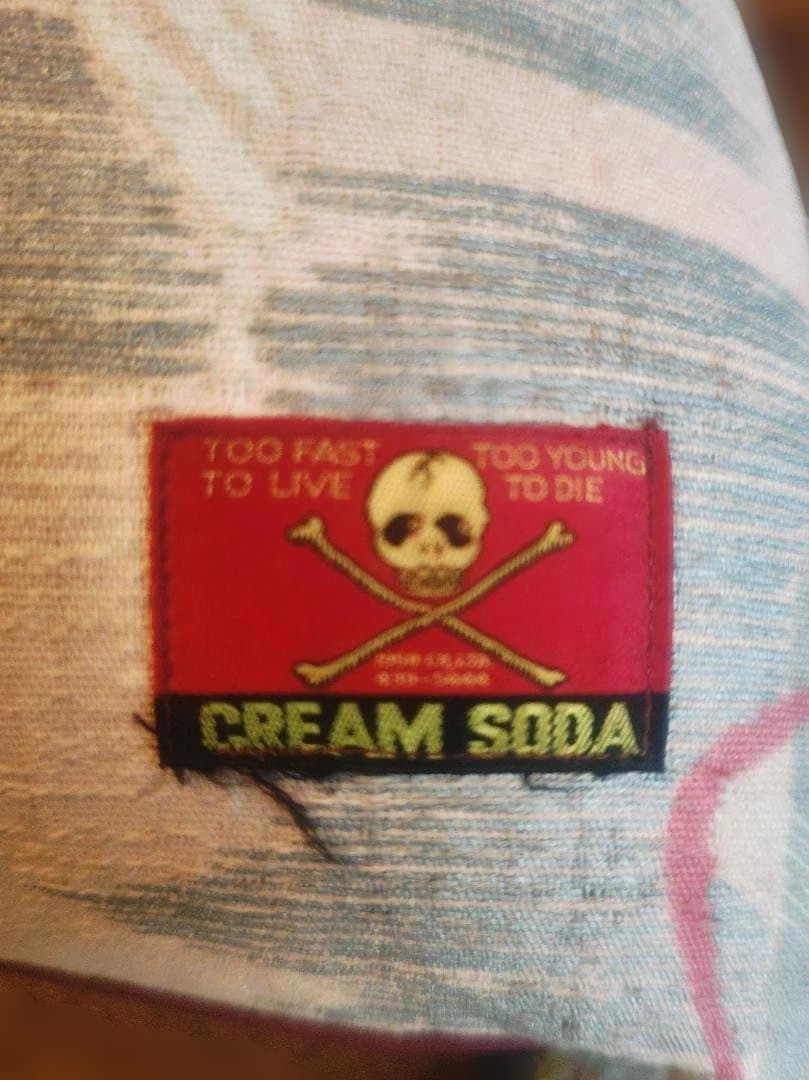 TOO FAST
TO LIVE
TOO YOUNG
TO DIE
CREAM SODA